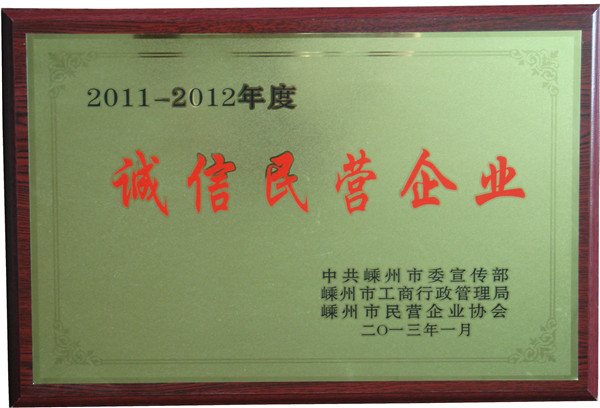 2011-2012年度
诚信民营企业
中共嵊州市委宣传部
嵊州市工商行政管理局
嵊州市民营企业协会
二〇一三年一月